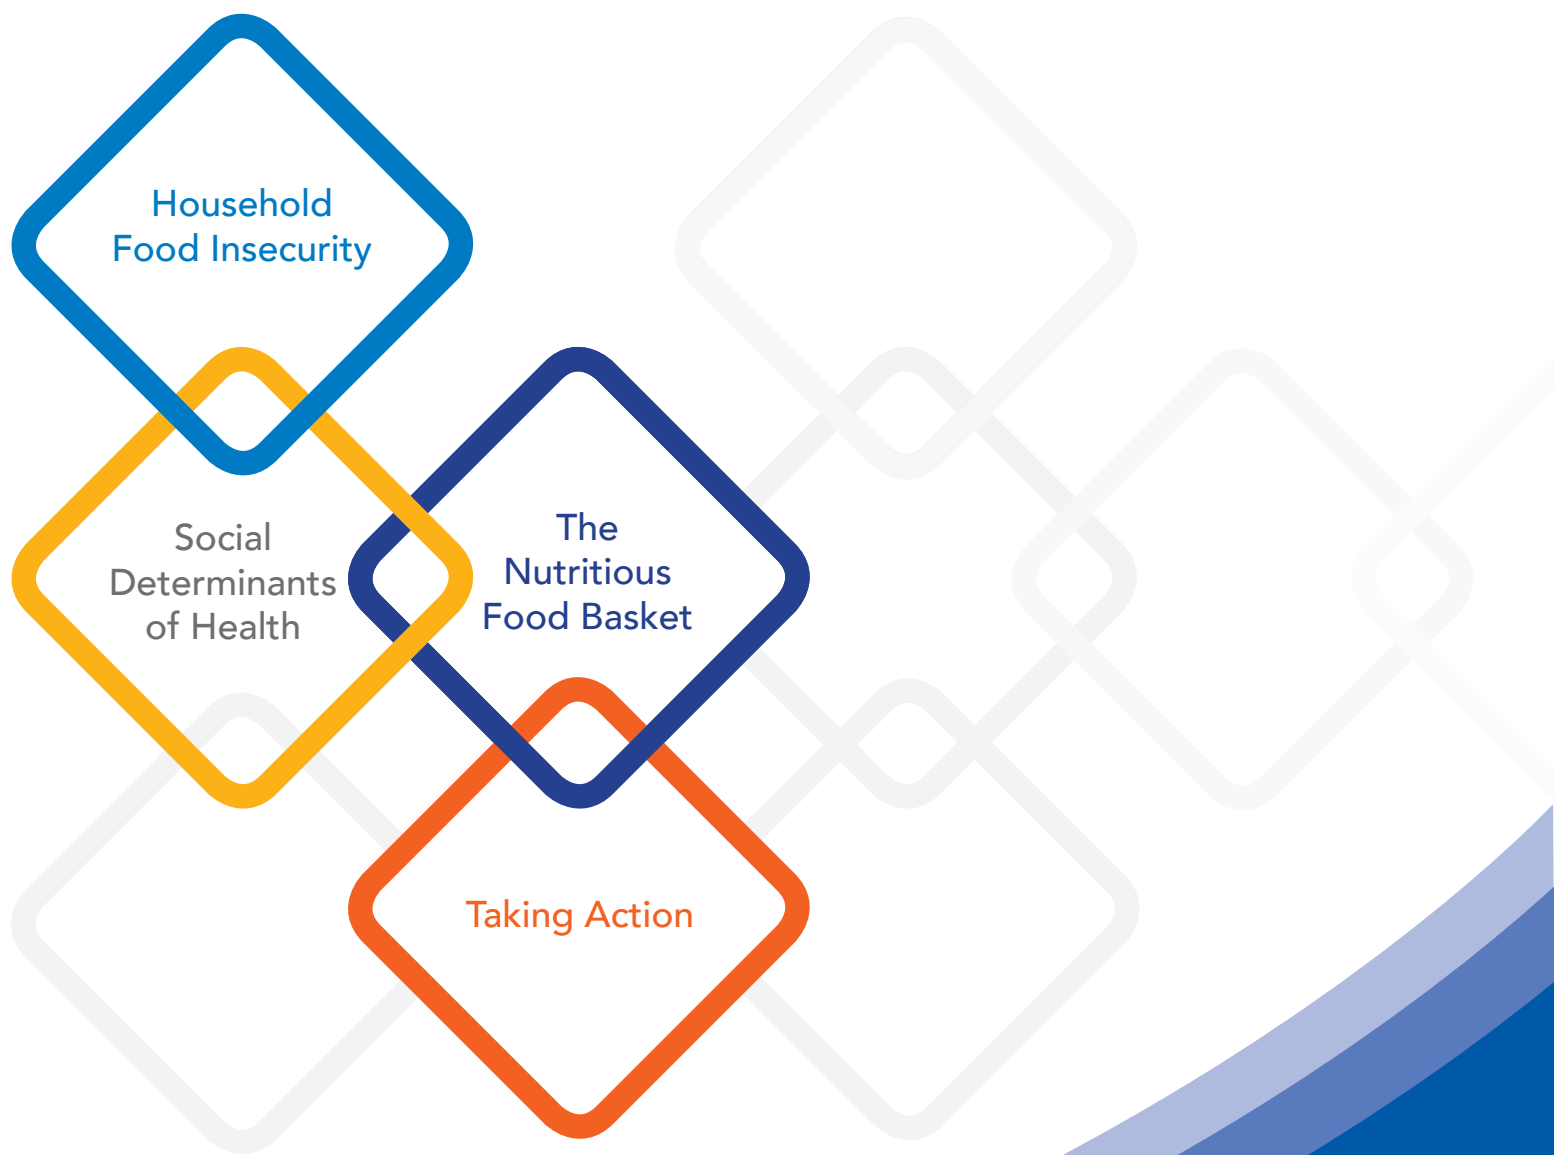 Household
Food Insecurity
Social
Determinants
of Health
The
Nutritious
Food Basket
Taking Action